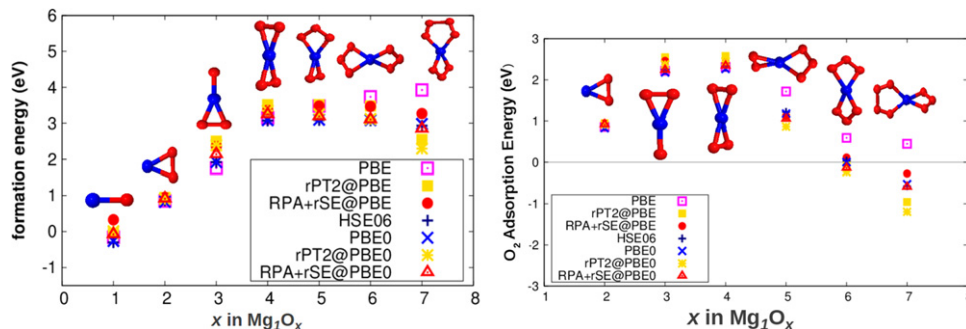 6
5
4
3
2
1
0
-1
formation energy (eV)
PBE
rPT2@PBE
RPA+rSE@PBE
HSE06
PBE0
rPT2@PBE0
RPA+rSE@PBE0
0 1 2 3 4 5 6 7 8
x in Mg1Ox
3
2
1
0
-1
-2
-3
O2 Adsorption Energy (eV)
PBE
rPT2@PBE
RPA+rSE@PBE
HSE06
PBE0
rPT2@PBE0
RPA+rSE@PBE0
1 2 3 4 5 6 7 8
x in Mg1Ox